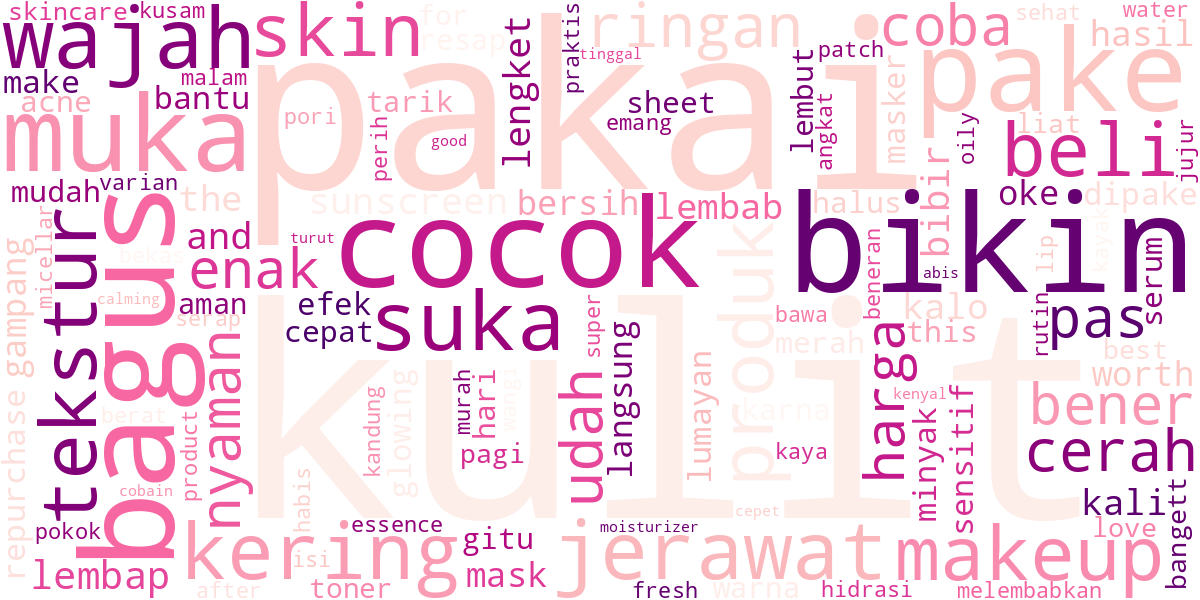 skincare
kusam
for
resap
wajah
skin
lengket
praktis
ringan
tinggal
coba
sehat
water
hasil
make
malam
patch
acne
bantu
tarik
pori
perih
good
sheet
emang
lembut
angkat
masker
pake
liat
oily
jujur
muka
pakai
beli
mudah
varian
the
sunscreen
bersih
lembab
halus
bibir
oke
dipake
micellar
tekstur
bagus
bekas
and
turut
enak
cocok
bikin
abis
beneran
lip
kayak
serum
calming
aman
serap
efek
cepat
suka
super
langsung
produk
bawa
merah
kalo
this
rutin
pas
repurchase gampang
nyaman
berat
product
kandung
glowing
murah
hari
wangi
pagi
udah
lumayan
karna
kaya
harga
kenyal
minyak
sensitif
best
worth
bener
cerah
kulit
cobain
habis
essence
moisturizer
cepet
kali
bangett
love
pokok
lembap
kering
isi
gitu
mask
jerawat
makeup
after
toner
fresh
warna
hidrasi
melembabkan